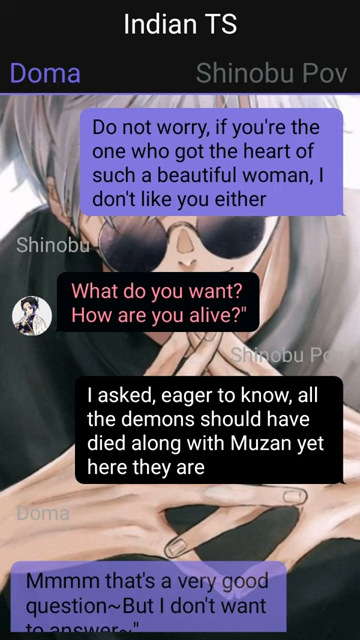 Indian TS
Doma Shinobu Pov
Do not worry, if you're the
one who got the heart of
such a beautiful woman, I
don't like you either
Shinobu
What do you want?
How are you alive?"
Shinobu Pov
I asked, eager to know, all
the demons should have
died along with Muzan yet
here they are
Doma
Mmmm that's a very good
question~But I don't want
to answer~"